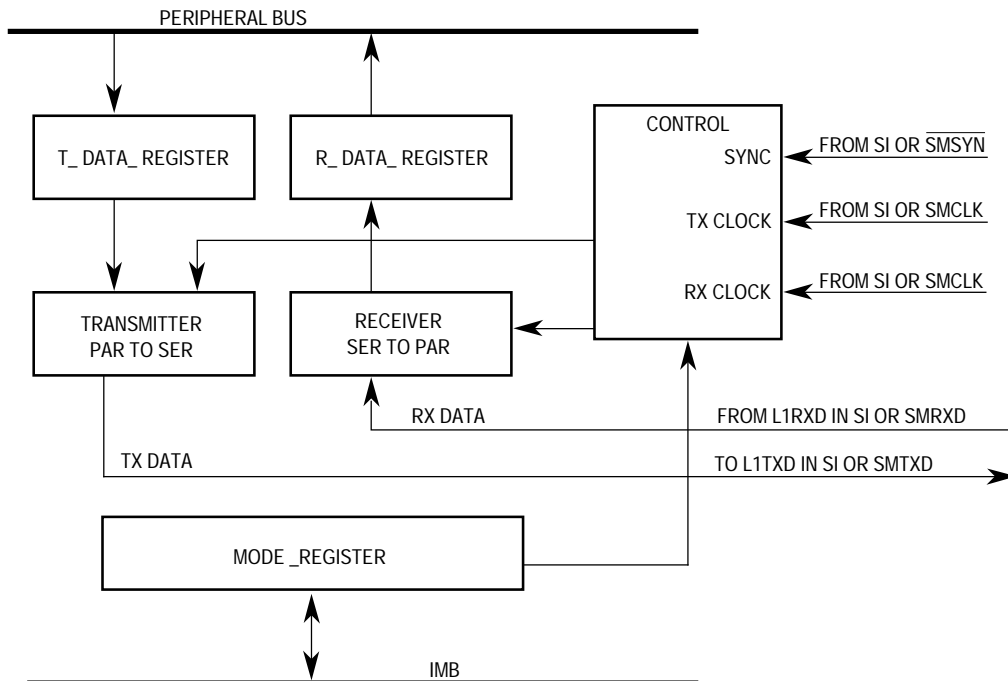 PERIPHERAL BUS
T_ DATA_ REGISTER
R_ DATA_ REGISTER
CONTROL
SYNC
TX CLOCK
RX CLOCK
FROM SI OR SMSYN
FROM SI OR SMCLK
FROM SI OR SMCLK
TRANSMITTER
PAR TO SER
RECEIVER
SER TO PAR
RX DATA
FROM L1RXD IN SI OR SMRXD
TX DATA
TO L1TXD IN SI OR SMTXD
MODE _REGISTER
IMB